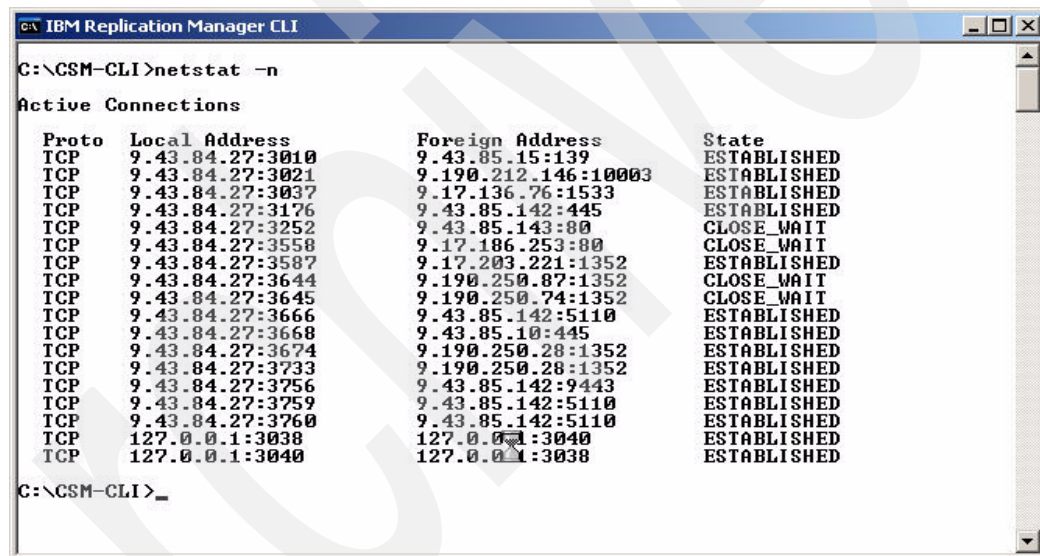 IBM Replication Manager CLI
C:\CSM-CLI>netstat -n
Active Connections
Proto Local Address Foreign Address State
TCP 9.43.84.27:3010 9.43.85.15:139 ESTABLISHED
TCP 9.43.84.27:3021 9.190.212.146:10003 ESTABLISHED
TCP 9.43.84.27:3037 9.17.136.76:1533 ESTABLISHED
TCP 9.43.84.27:3176 9.43.85.142:445 ESTABLISHED
TCP 9.43.84.27:3252 9.43.85.143:80 CLOSE_WAIT
TCP 9.43.84.27:3558 9.17.186.253:80 CLOSE_WAIT
TCP 9.43.84.27:3587 9.17.203.221:1352 ESTABLISHED
TCP 9.43.84.27:3644 9.190.250.87:1352 CLOSE_WAIT
TCP 9.43.84.27:3645 9.190.250.74:1352 CLOSE_WAIT
TCP 9.43.84.27:3666 9.43.85.142:5110 ESTABLISHED
TCP 9.43.84.27:3668 9.43.85.10:445 ESTABLISHED
TCP 9.43.84.27:3674 9.190.250.28:1352 ESTABLISHED
TCP 9.43.84.27:3733 9.190.250.28:1352 ESTABLISHED
TCP 9.43.84.27:3756 9.43.85.142:9443 ESTABLISHED
TCP 9.43.84.27:3759 9.43.85.142:5110 ESTABLISHED
TCP 9.43.84.27:3760 9.43.85.142:5110 ESTABLISHED
TCP 127.0.0.1:3038 127.0.0.1:3040 ESTABLISHED
TCP 127.0.0.1:3040 127.0.0.1:3038 ESTABLISHED
C:\CSM-CLI>_